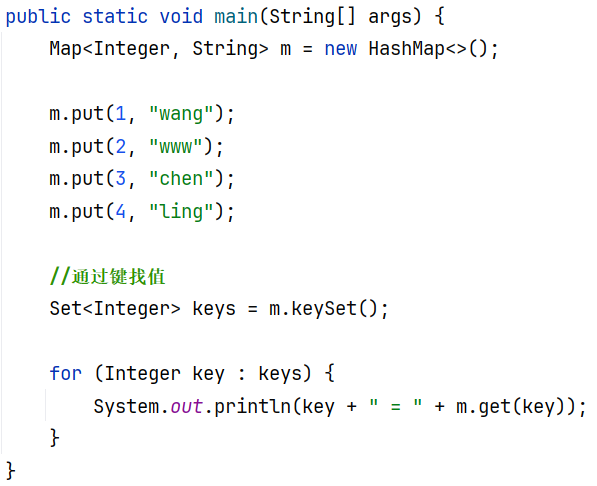 public static void main(String[] args) {
    Map<Integer, String> m = new HashMap<>();
    m.put(1, "wang");
    m.put(2, "www");
    m.put(3, "chen");
    m.put(4, "ling");
    //通过键找值
    Set<Integer> keys = m.keySet();
    for (Integer key : keys) {
        System.out.println(key + " = " + m.get(key));
    }
}